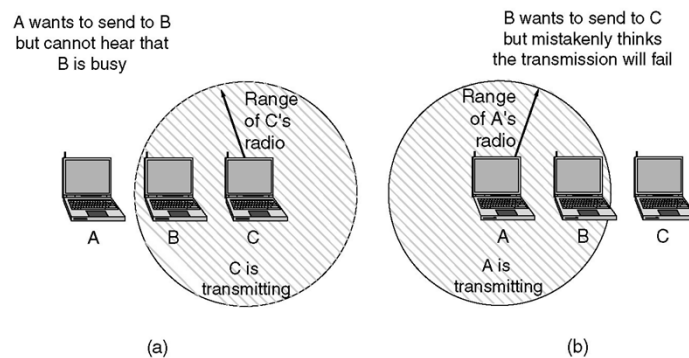 A wants to send to B
but cannot hear that
B is busy
Range
of C's
radio
A
B
C
C is
transmitting
(a)
B wants to send to C
but mistakenly thinks
the transmission will fail
Range
of A's
radio
A
B
C
A is
transmitting
(b)